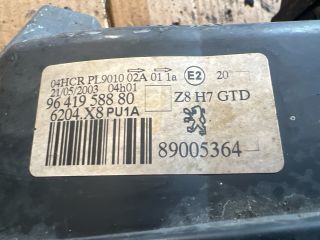 04HCR PL9010 02A 01 1a E2 20
21/05/2003 04h01
96 419 588 80 Z8 H7 GTD
6204.X8 PU1A
89005364